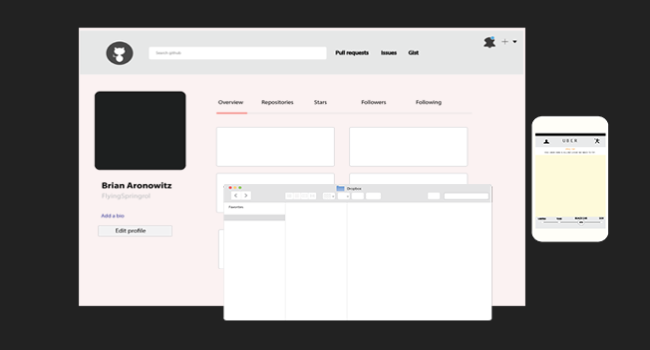 Search github
Pull requests Issues Gist
Overview Repositories Stars Followers Following
Brian Aronowitz
FlyingSpringrol
Add a bio
Edit profile
Dropbox
Favorites
UBER